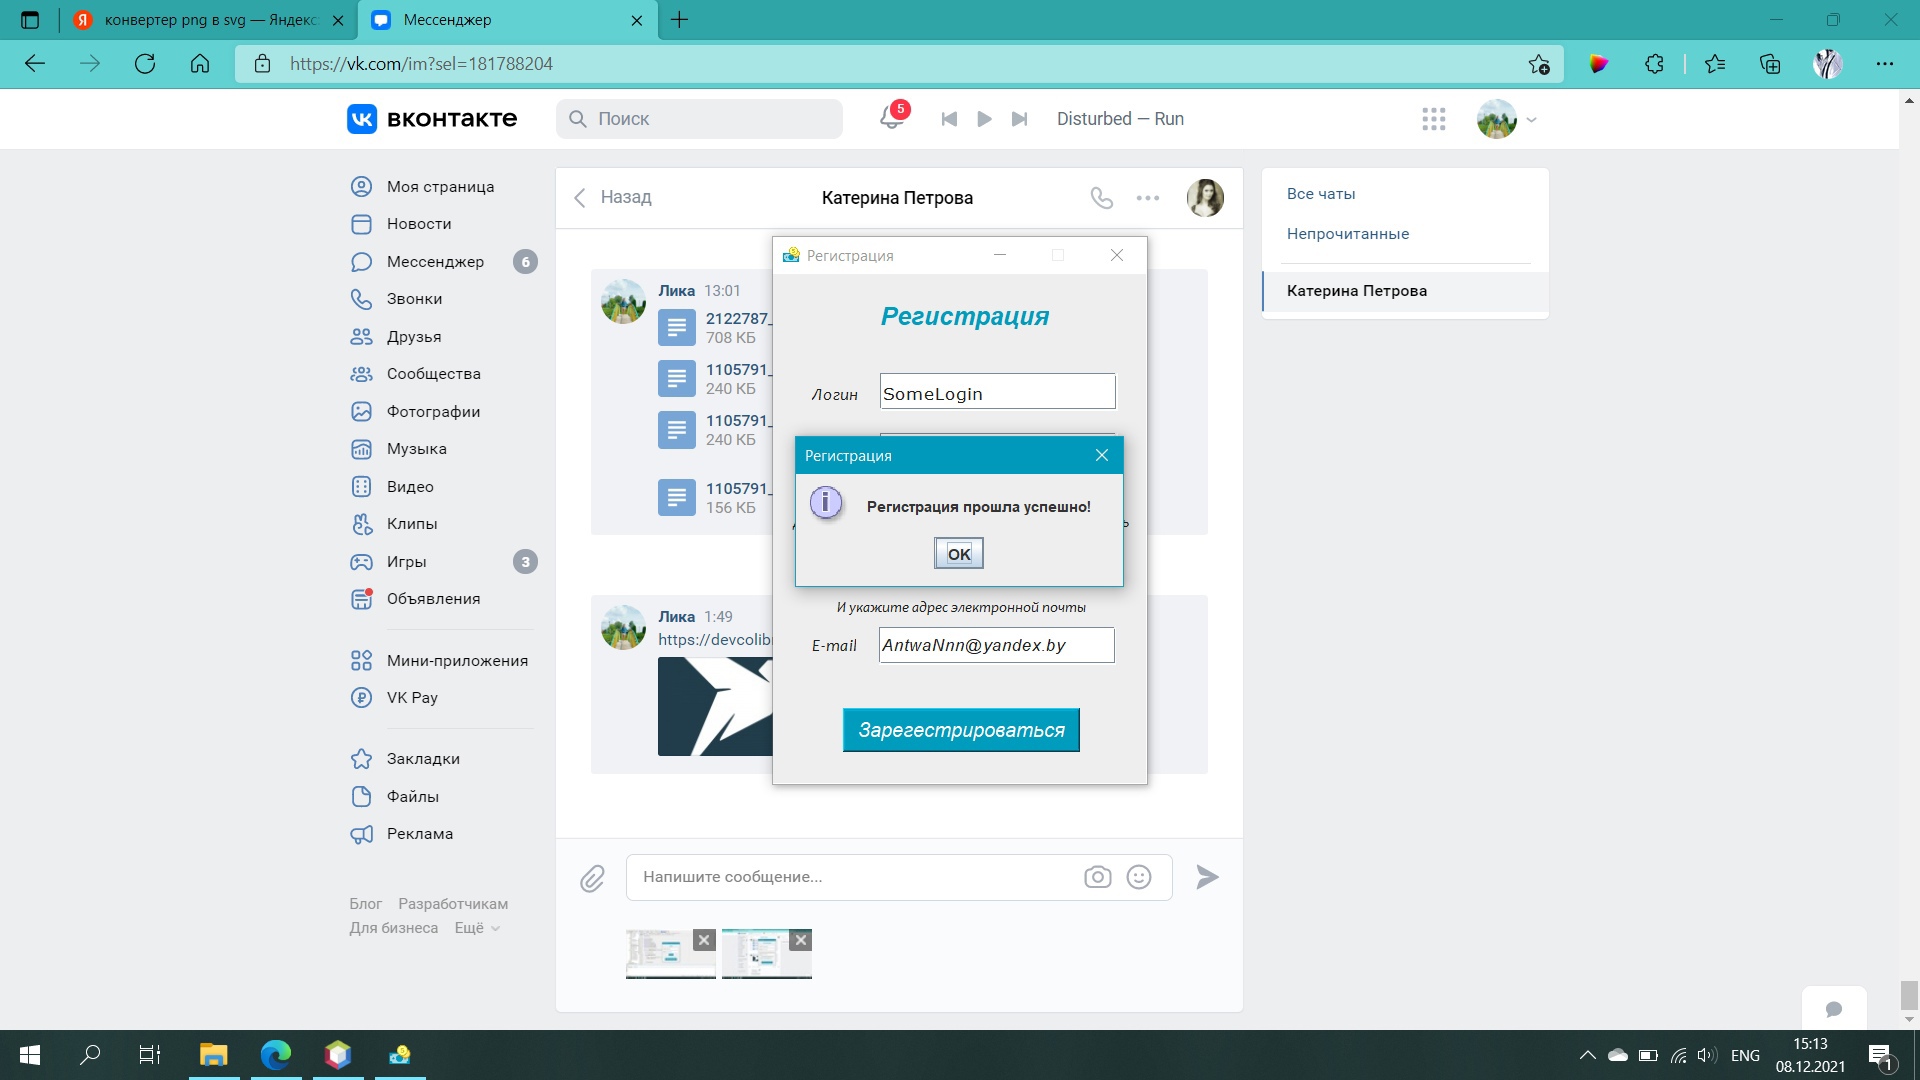 конвертер png в svg — Яндекс
Мессенджер
https://vk.com/im?sel=181788204
вконтакте
Поиск
5
Disturbed — Run
Моя страница
Новости
Мессенджер 6
Звонки
Друзья
Сообщества
Фотографии
Музыка
Видео
Клипы
Игры 3
Объявления
Мини-приложения
VK Pay
Закладки
Файлы
Реклама
Блог Разработчикам
Для бизнеса Ещё
Назад
Катерина Петрова
Лика 13:01
2122787_
708 КБ
1105791_
240 КБ
1105791_
240 КБ
1105791_
156 КБ
Лика 1:49
https://devcolib
Напишите сообщение...
Все чаты
Непрочитанные
Катерина Петрова
Регистрация
Регистрация
Логин SomeLogin
Регистрация
Регистрация прошла успешно!
OK
И укажите адрес электронной почты
E-mail AntwaNnn@yandex.by
Зарегестрироваться
ENG
15:13
08.12.2021
1